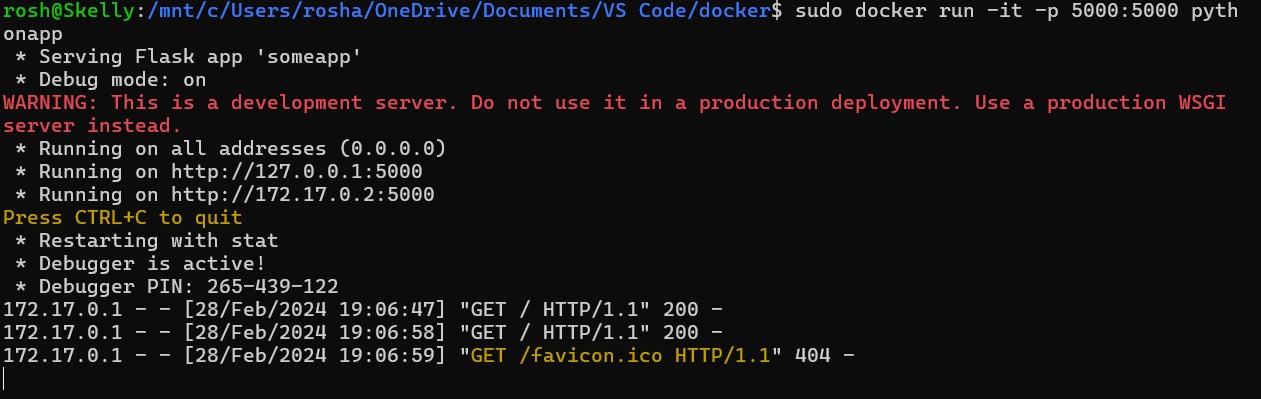 rosh@Skelly:/mnt/c/Users/rosha/OneDrive/Documents/VS Code/docker$ sudo docker run -it -p 5000:5000 pyth
onapp
 * Serving Flask app 'someapp'
 * Debug mode: on
WARNING: This is a development server. Do not use it in a production deployment. Use a production WSGI
server instead.
 * Running on all addresses (0.0.0.0)
 * Running on http://127.0.0.1:5000
 * Running on http://172.17.0.2:5000
Press CTRL+C to quit
 * Restarting with stat
 * Debugger is active!
 * Debugger PIN: 265-439-122
172.17.0.1 - - [28/Feb/2024 19:06:47] "GET / HTTP/1.1" 200 -
172.17.0.1 - - [28/Feb/2024 19:06:58] "GET / HTTP/1.1" 200 -
172.17.0.1 - - [28/Feb/2024 19:06:59] "GET /favicon.ico HTTP/1.1" 404 -